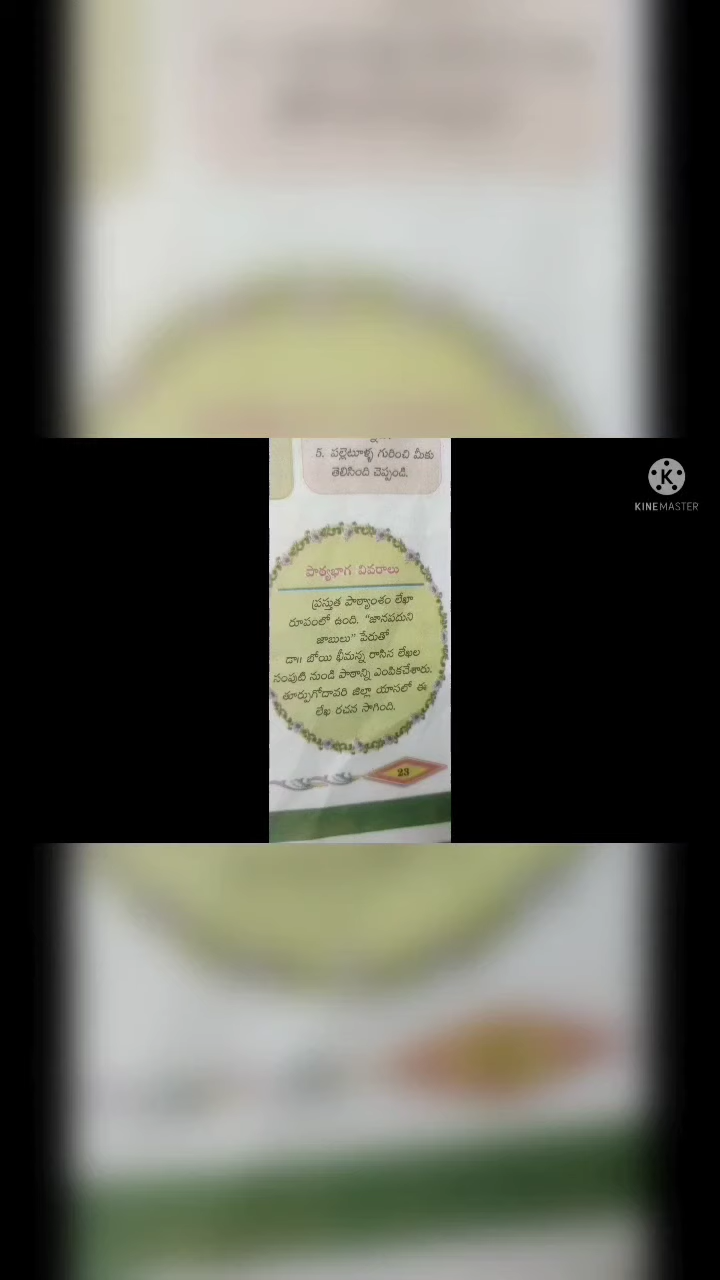 5. పల్లెటూళ్ళ గురించి మీకు
తెలిసింది చెప్పండి.
పాఠ్యభాగ వివరాలు
ప్రస్తుత పాఠ్యాంశం లేఖా
రూపంలో ఉంది. "జానపదుని
జాబులు" పేరుతో
డా॥ బోయి భీమన్న రాసిన లేఖల
సంపుటి నుండి పాఠాన్ని ఎంపికచేశారు.
తూర్పుగోదావరి జిల్లా యాసలో ఈ
లేఖ రచన సాగింది.
23
K
KINEMASTER